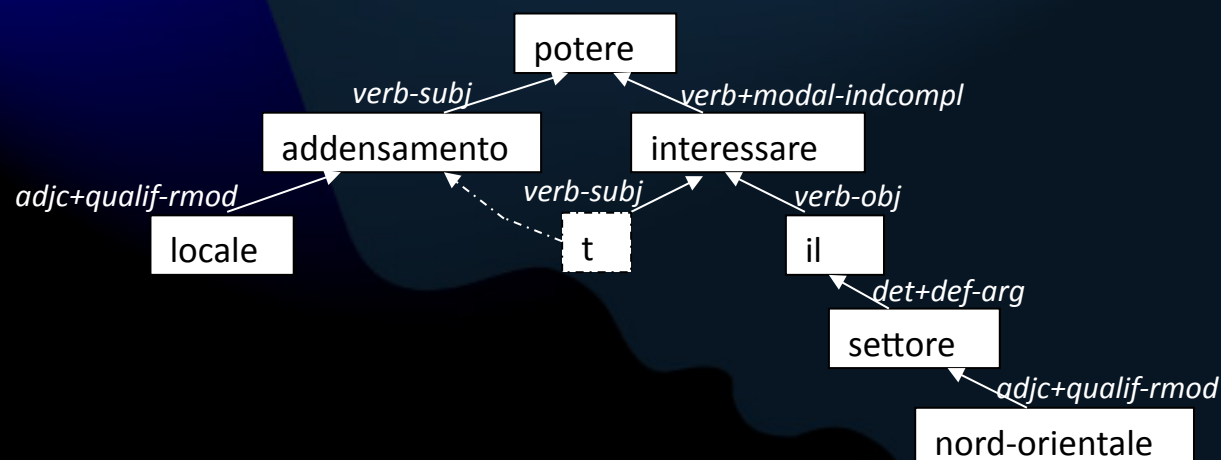 potere
verb-subj verb+modal-indcompl
addensamento interessare
adjc+qualif-rmod verb-subj verb-obj
locale t il
det+def-arg
settore
adjc+qualif-rmod
nord-orientale